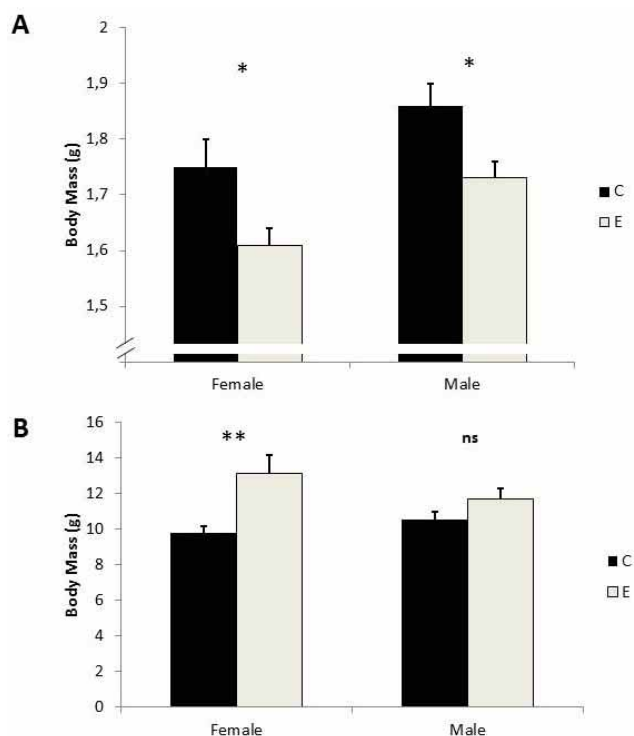 A
2
1,9
1,8
1,7
1,6
1,5
Body Mass (g)
*
*
C
E
Female
Male
B
16
14
12
10
8
6
4
2
0
Body Mass (g)
**
ns
C
E
Female
Male